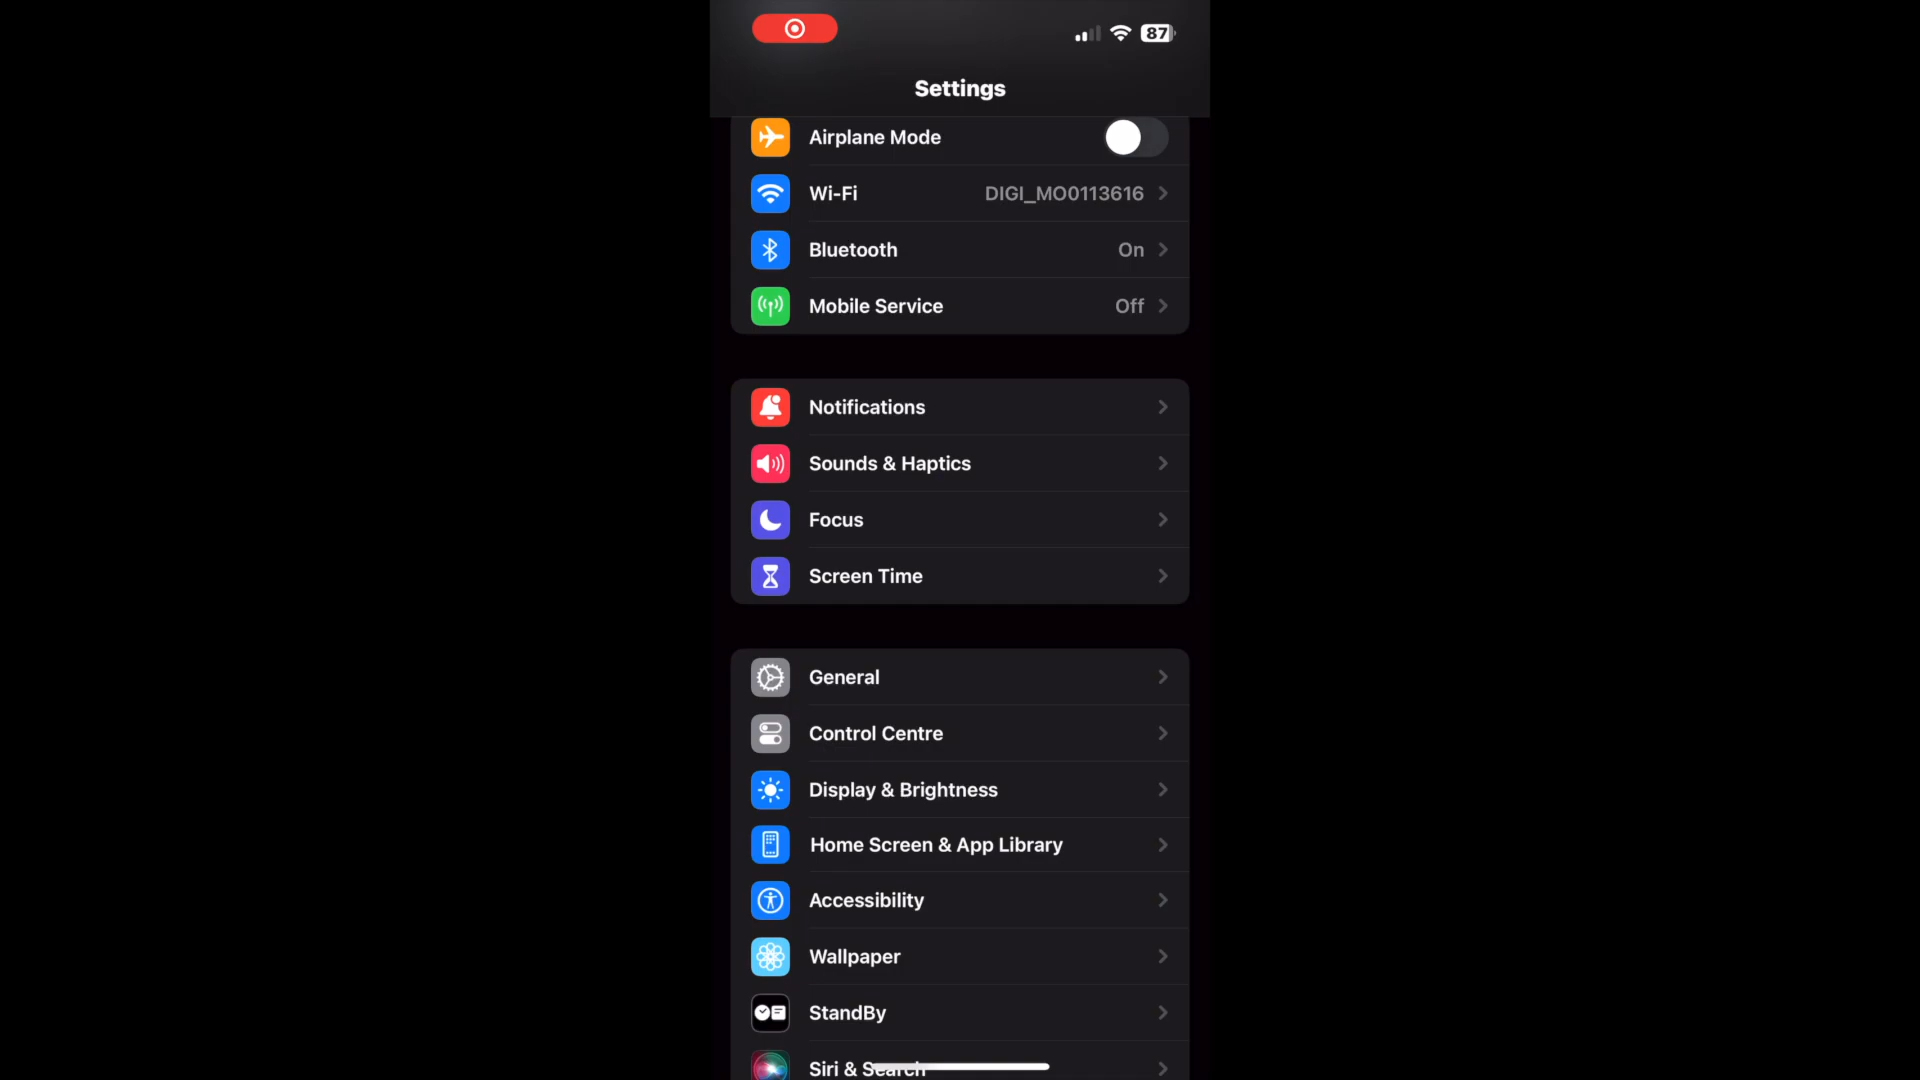 87
Settings
Airplane Mode
Wi-Fi DIGI_MO0113616
Bluetooth On
Mobile Service Off
Notifications
Sounds & Haptics
Focus
Screen Time
General
Control Centre
Display & Brightness
Home Screen & App Library
Accessibility
Wallpaper
StandBy
Siri & Search